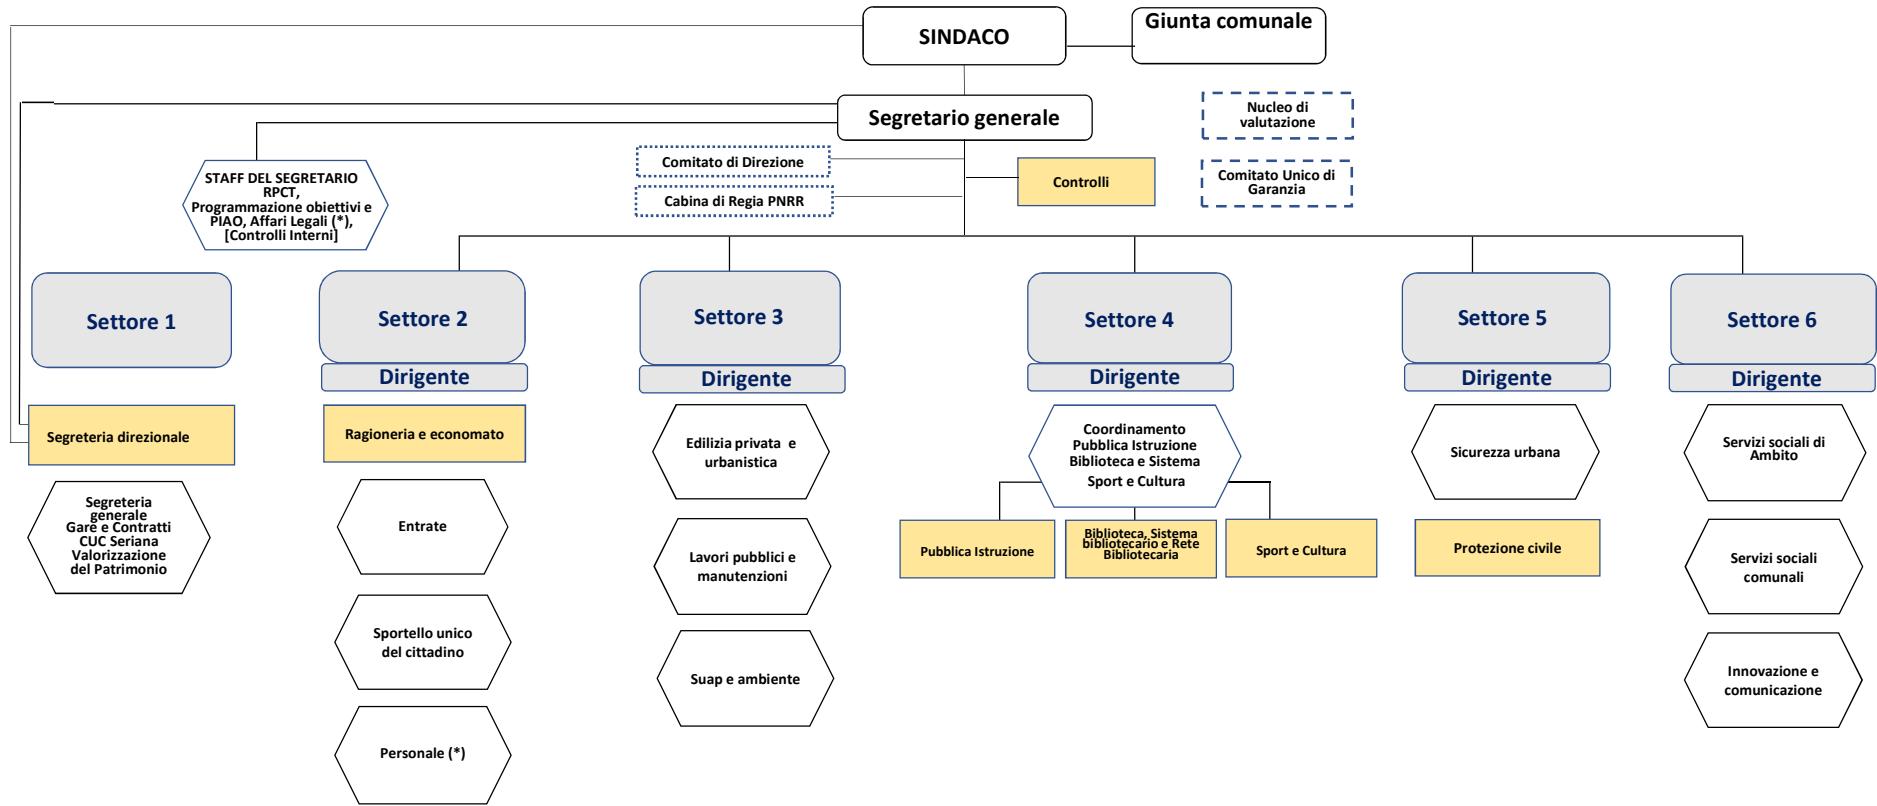 SINDACO
Giunta comunale
Segretario generale
Nucleo di
valutazione
Comitato di Direzione
Controlli
Comitato Unico di
Garanzia
Cabina di Regia PNRR
STAFF DEL SEGRETARIO
RPCT,
Programmazione obiettivi e
PIAO, Affari Legali (*),
[Controlli Interni]
Settore 1
Settore 2
Dirigente
Settore 3
Dirigente
Settore 4
Dirigente
Settore 5
Dirigente
Settore 6
Dirigente
Segreteria direzionale
Segreteria
generale
Gare e Contratti
CUC Seriana
Valorizzazione
del Patrimonio
Ragioneria e economato
Entrate
Sportello unico
del cittadino
Personale (*)
Edilizia privata e
urbanistica
Lavori pubblici e
manutenzioni
Suap e ambiente
Coordinamento
Pubblica Istruzione
Biblioteca e Sistema
Sport e Cultura
Pubblica Istruzione
Biblioteca, Sistema
bibliotecario e Rete
Bibliotecaria
Sport e Cultura
Sicurezza urbana
Protezione civile
Servizi sociali di
Ambito
Servizi sociali
comunali
Innovazione e
comunicazione